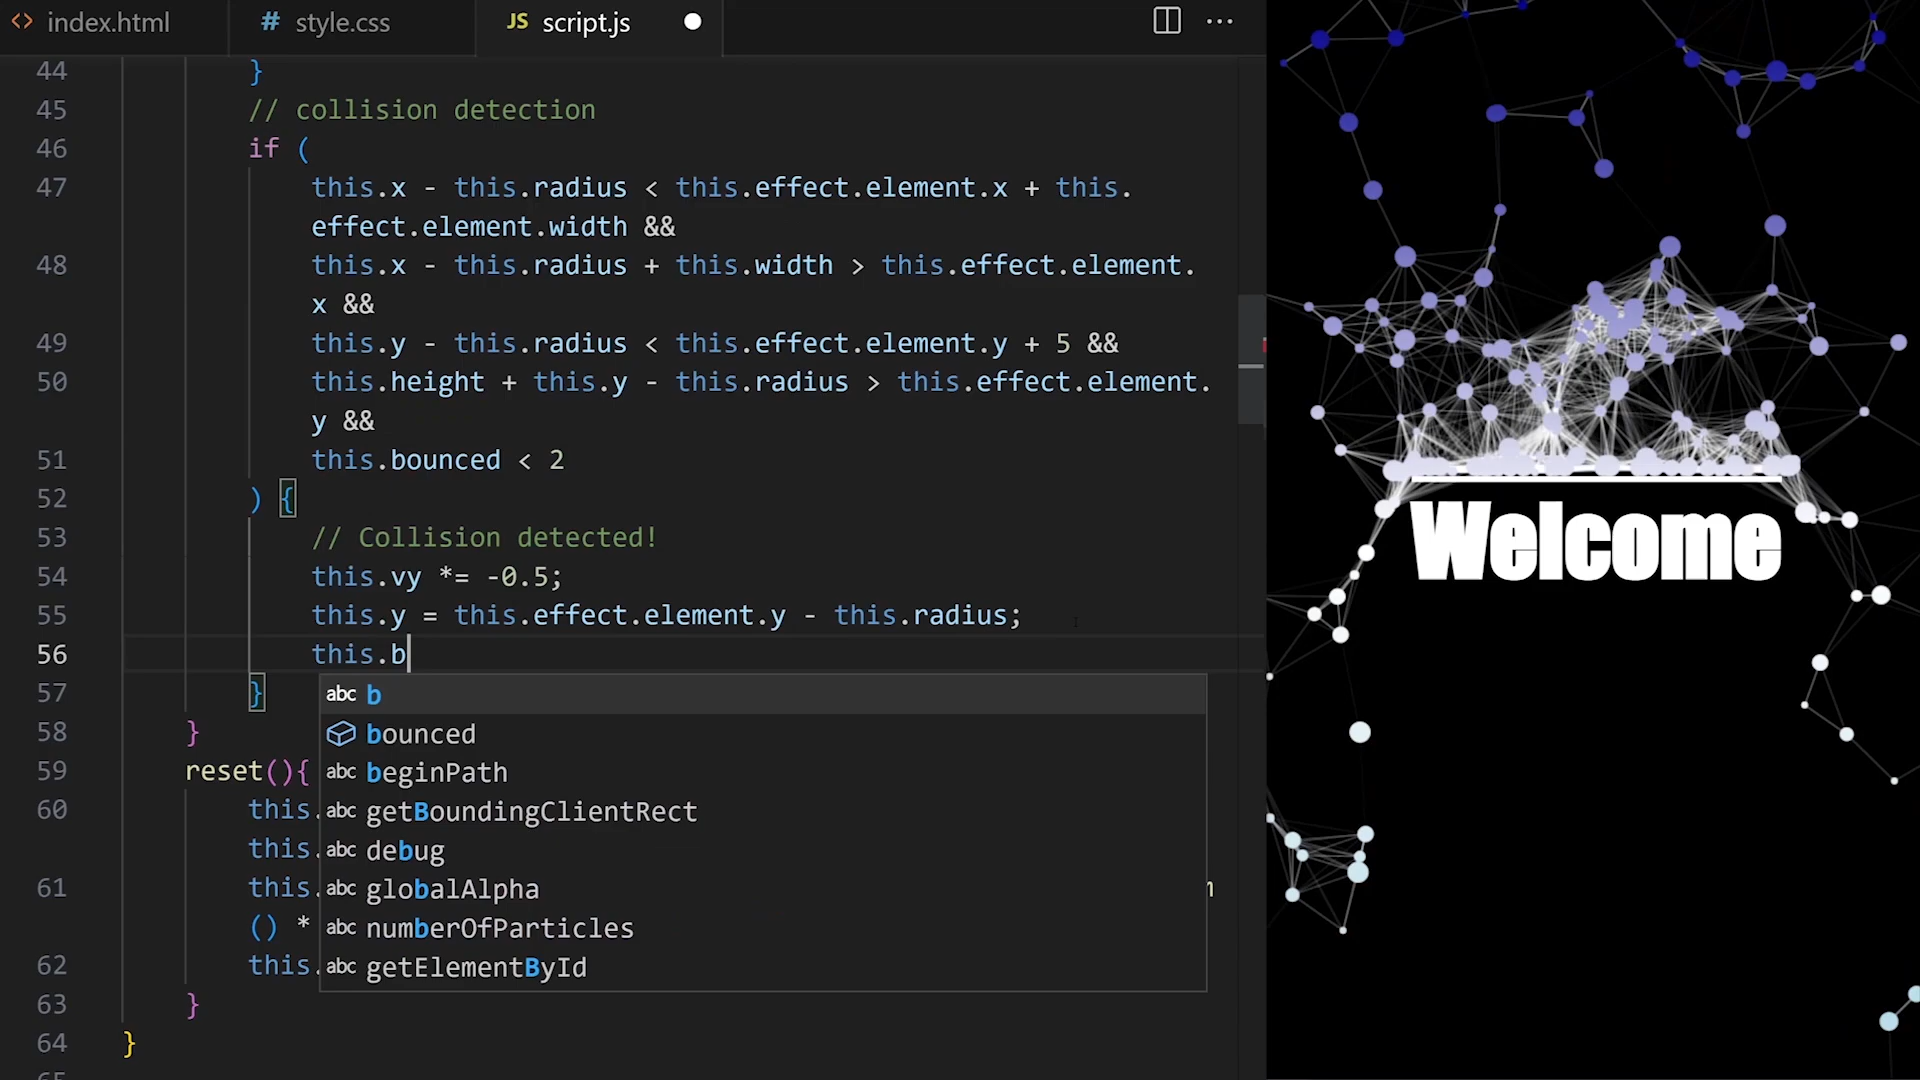 index.html
# style.css
JS script.js
44 }
45 // collision detection
46 if (
47 this.x - this.radius < this.effect.element.x + this.
effect.element.width &&
48 this.x - this.radius + this.width > this.effect.element.
x &&
49 this.y - this.radius < this.effect.element.y + 5 &&
50 this.height + this.y - this.radius > this.effect.element.
y &&
51 this.bounced < 2
52 ) {
53 // Collision detected!
54 this.vy *= -0.5;
55 this.y = this.effect.element.y - this.radius;
56 this.b
57 }
abc b
58 }
bounced
59 reset(){
abc beginPath
60 this.
abc getBoundingClientRect
this.
abc debug
61 this.
abc globalAlpha
() *
abc numberOfParticles
62 this.
abc getElementById
63 }
64 }
Welcome